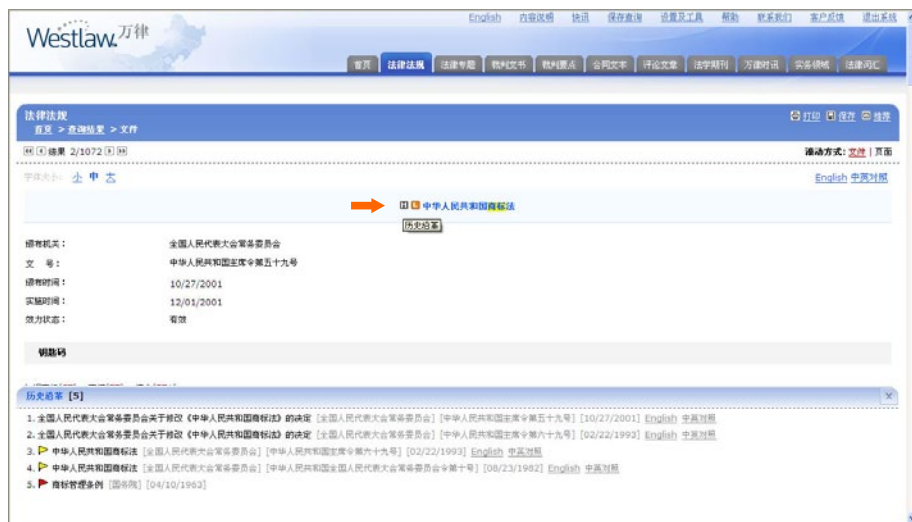 English 内容说明 快讯 保存查询 设置及工具 帮助 联系我们 客户反馈 退出系统
Westlaw 万律
首页 法律法规 法律专题 裁判文书 裁判要点 合同文本 评论文章 法学期刊 万律时讯 实务领域 法律词汇
法律法规 打印 保存 推荐
首页 > 查询结果 > 文件
结果 2/1072 滚动方式: 文件 | 页面
字体大小: 小 中 大 English 中英对照
H L 中华人民共和国商标法
历史沿革
颁布机关: 全国人民代表大会常务委员会
文 号: 中华人民共和国主席令第五十九号
颁布时间: 10/27/2001
实施时间: 12/01/2001
效力状态: 有效
钥匙码
历史沿革 [5]
1. 全国人民代表大会常务委员会关于修改《中华人民共和国商标法》的决定 [全国人民代表大会常务委员会] [中华人民共和国主席令第五十九号] [10/27/2001] English 中英对照
2. 全国人民代表大会常务委员会关于修改《中华人民共和国商标法》的决定 [全国人民代表大会常务委员会] [中华人民共和国主席令第六十九号] [02/22/1993] English 中英对照
3. 中华人民共和国商标法 [全国人民代表大会常务委员会] [中华人民共和国主席令第六十九号] [02/22/1993] English 中英对照
4. 中华人民共和国商标法 [全国人民代表大会常务委员会] [中华人民共和国全国人民代表大会常务委员会令第十号] [08/23/1982] English 中英对照
5. 商标管理条例 [国务院] [04/10/1963]